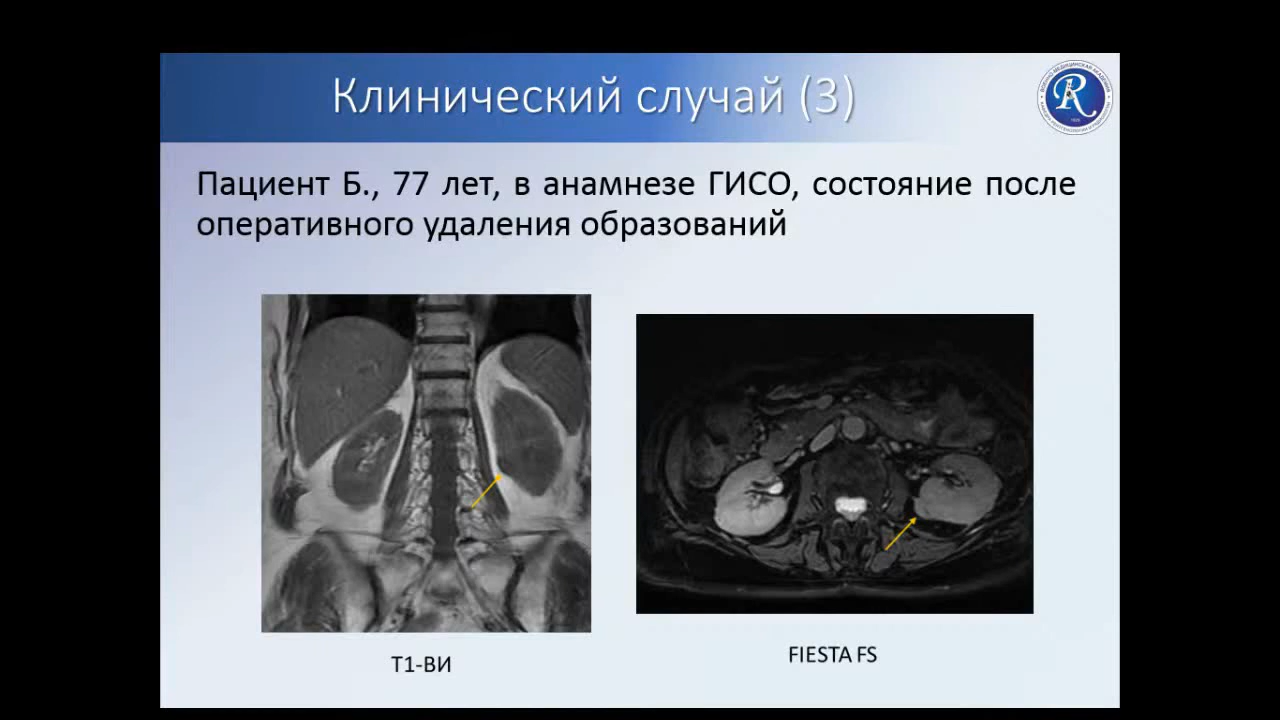 Клинический случай (3)
Пациент Б., 77 лет, в анамнезе ГИСО, состояние после
оперативного удаления образований
Т1-ВИ
FIESTA FS